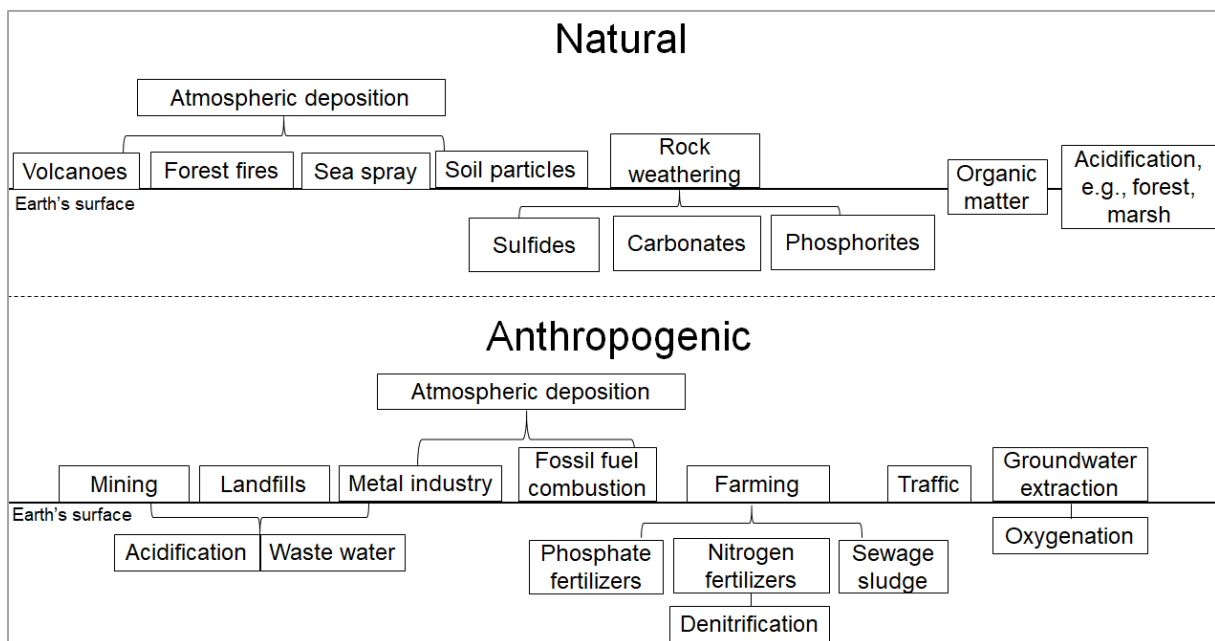 Natural
Atmospheric deposition
Volcanoes
Forest fires
Sea spray
Soil particles
Rock
weathering
Organic
matter
Acidification,
e.g., forest,
marsh
Earth's surface
Sulfides
Carbonates
Phosphorites
Anthropogenic
Atmospheric deposition
Mining
Landfills
Metal industry
Fossil fuel
combustion
Farming
Traffic
Groundwater
extraction
Earth's surface
Acidification
Waste water
Phosphate
fertilizers
Nitrogen
fertilizers
Sewage
sludge
Oxygenation
Denitrification